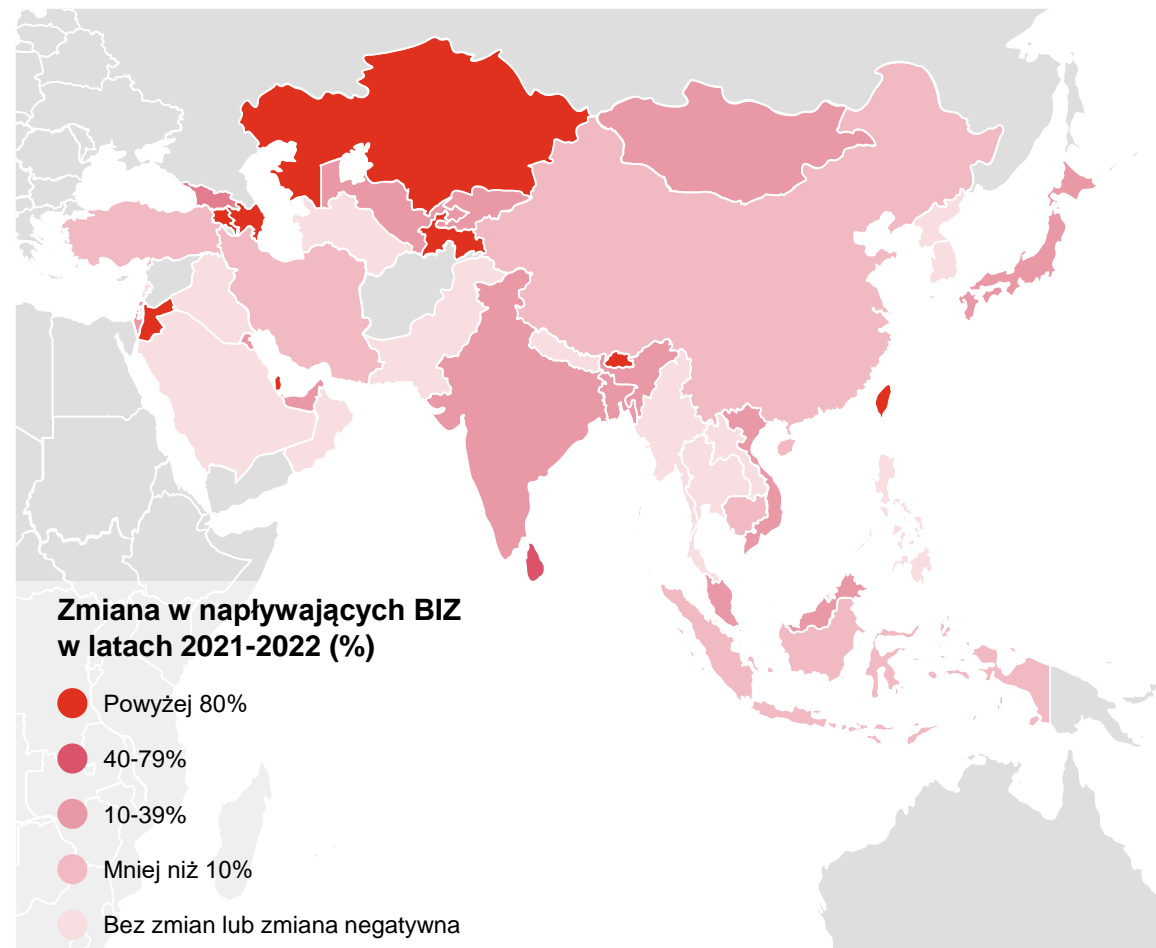 Zmiana w napływających BIZ
w latach 2021-2022 (%)
Powyżej 80%
40-79%
10-39%
Mniej niż 10%
Bez zmian lub zmiana negatywna